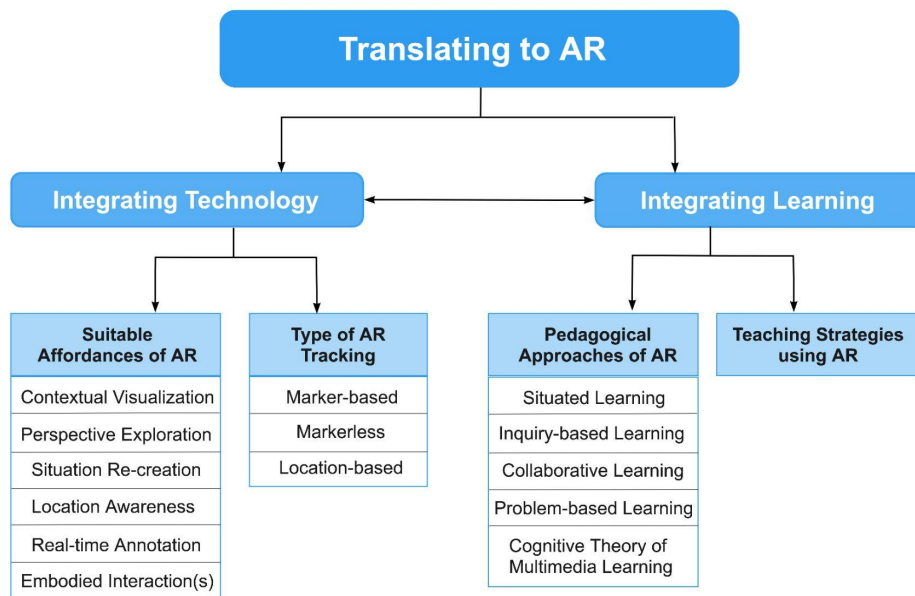 Translating to AR
Integrating Technology
Integrating Learning
Suitable
Affordances of AR
Contextual Visualization
Perspective Exploration
Situation Re-creation
Location Awareness
Real-time Annotation
Embodied Interaction(s)
Type of AR
Tracking
Marker-based
Markerless
Location-based
Pedagogical
Approaches of AR
Situated Learning
Inquiry-based Learning
Collaborative Learning
Problem-based Learning
Cognitive Theory of
Multimedia Learning
Teaching Strategies
using AR